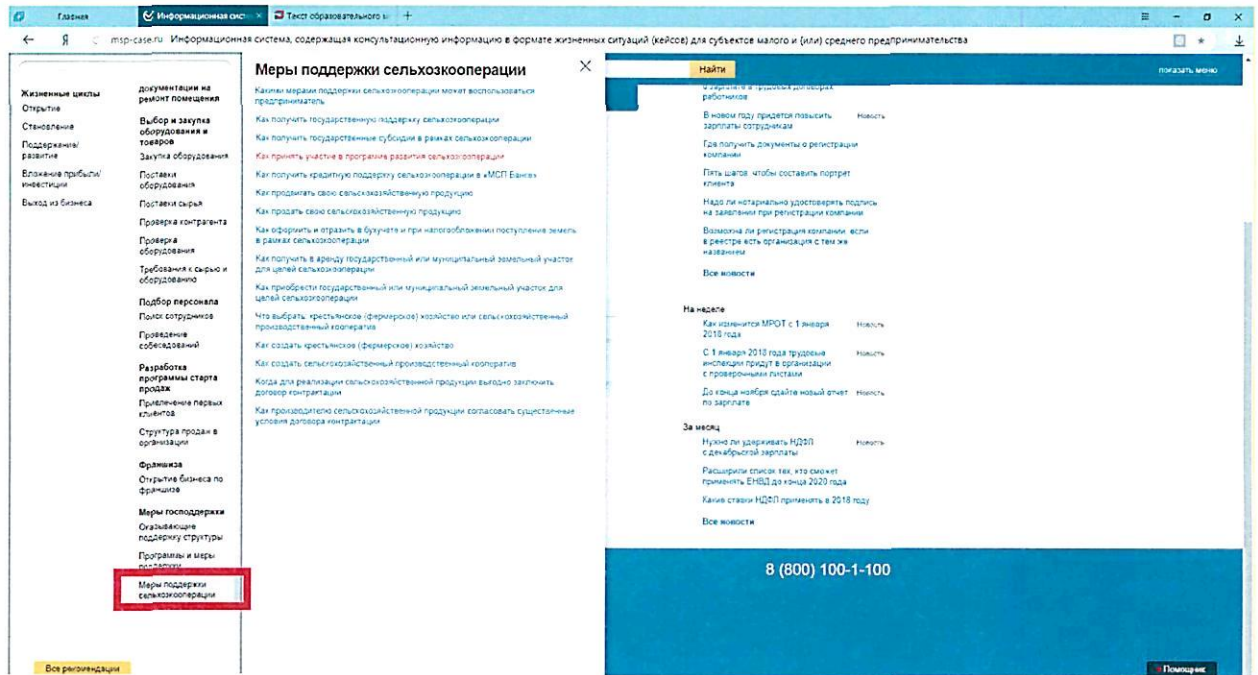 Главная
Информационная сис
Текст образовательного м
msp-case.ru Информационная система, содержащая консультационную информацию в формате жизненных ситуаций (кейсов) для субъектов малого и (или) среднего предпринимательства
Найти
показать меню
Жизненные циклы
Открытие
Становление
Поддержание/
развитие
Вложение прибыли/
инвестиции
Выход из бизнеса
Все рекомендации
документации на
ремонт помещения
Выбор и закупка
оборудования и
товаров
Закупка оборудования
Поставки
оборудования
Поставки сырья
Проверка контрагента
Проверка
оборудования
Требования к сырью и
оборудованию
Подбор персонала
Поиск сотрудников
Проведение
собеседований
Разработка
программы старта
продаж
Привлечение первых
клиентов
Структура продаж в
организации
Франшиза
Открытие бизнеса по
франшизе
Меры господдержки
Оказывающие
поддержку структуры
Программы и меры
поддержки
Меры поддержки
сельхозкооперации
Меры поддержки сельхозкооперации
Какими мерами поддержки сельхозкооперации может воспользоваться
предприниматель
Как получить государственную поддержку сельхозкооперации
Как получить государственные субсидии в рамках сельхозкооперации
Как принять участие в программе развития сельхозкооперации
Как получить кредитную поддержку сельхозкооперации в «МСП Банке»
Как продвигать свою сельскохозяйственную продукцию
Как продать свою сельскохозяйственную продукцию
Как оформить и отразить в бухучете и при налогообложении поступление земель
в рамках сельхозкооперации
Как получить в аренду государственный или муниципальный земельный участок
для целей сельхозкооперации
Как приобрести государственный или муниципальный земельный участок для
целей сельхозкооперации
Что выбрать: крестьянское (фермерское) хозяйство или сельскохозяйственный
производственный кооператив
Как создать крестьянское (фермерское) хозяйство
Как создать сельскохозяйственный производственный кооператив
Когда для реализации сельскохозяйственной продукции выгодно заключить
договор контрактации
Как производителю сельскохозяйственной продукции согласовать существенные
условия договора контрактации
о зарплате в трудовых договорах
работников
В новом году придется повысить Новость
зарплаты сотрудникам
Где получить документы о регистрации
компании
Пять шагов, чтобы составить портрет
клиента
Надо ли нотариально удостоверять подпись
на заявлении при регистрации компании
Возможна ли регистрация компании, если
в реестре есть организация с тем же
названием
Все новости
На неделе
Как изменится МРОТ с 1 января Новость
2018 года
С 1 января 2018 года трудовые Новость
инспекции придут в организации
с проверочными листами
До конца ноября сдайте новый отчет Новость
по зарплате
За месяц
Нужно ли удерживать НДФЛ Новость
с декабрьской зарплаты
Расширили список тех, кто сможет
применять ЕНВД до конца 2020 года
Какие ставки НДФЛ применять в 2018 году
Все новости
8 (800) 100-1-100
Помощник